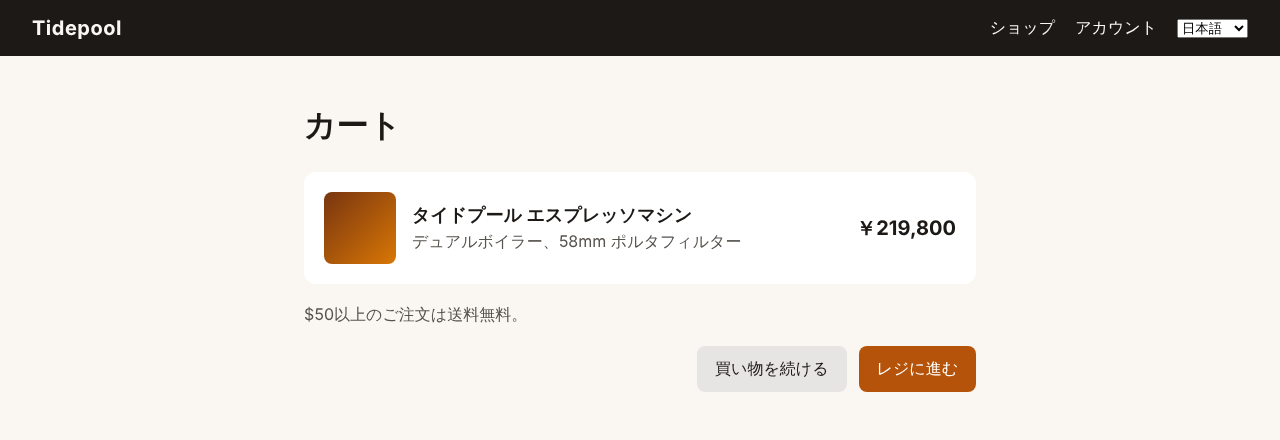 Tidepool
ショップ
アカウント
日本語
カート
タイドプール エスプレッソマシン
デュアルボイラー、58mm ポルタフィルター
￥219,800
$50以上のご注文は送料無料。
買い物を続ける
レジに進む